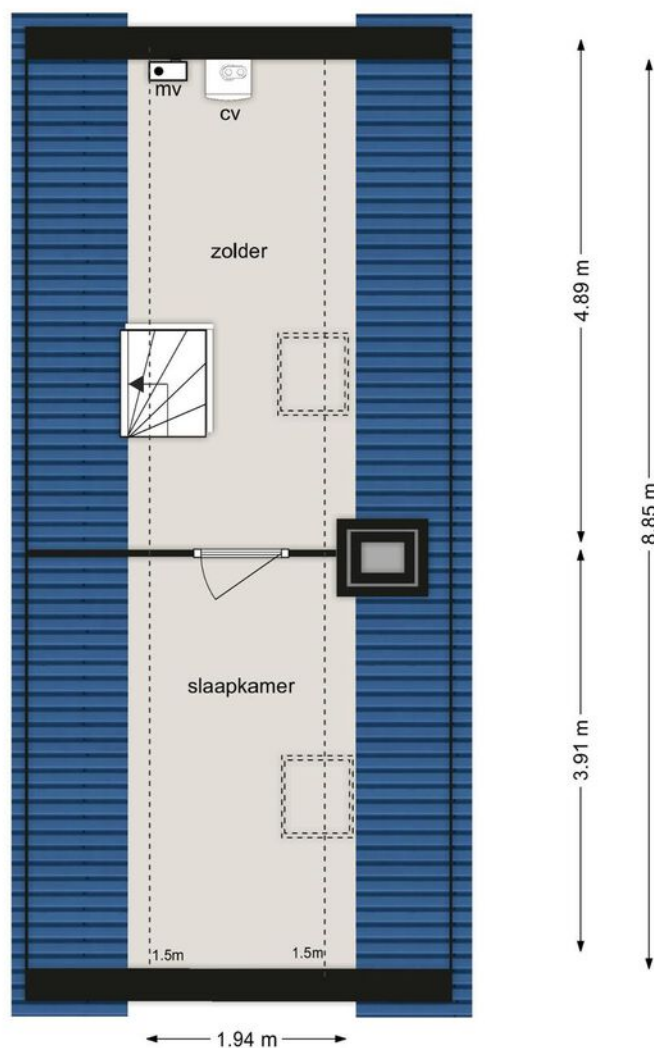 mv
cv
zolder
4.89 m
8.85 m
slaapkamer
3.91 m
1.5m
1.5m
1.94 m